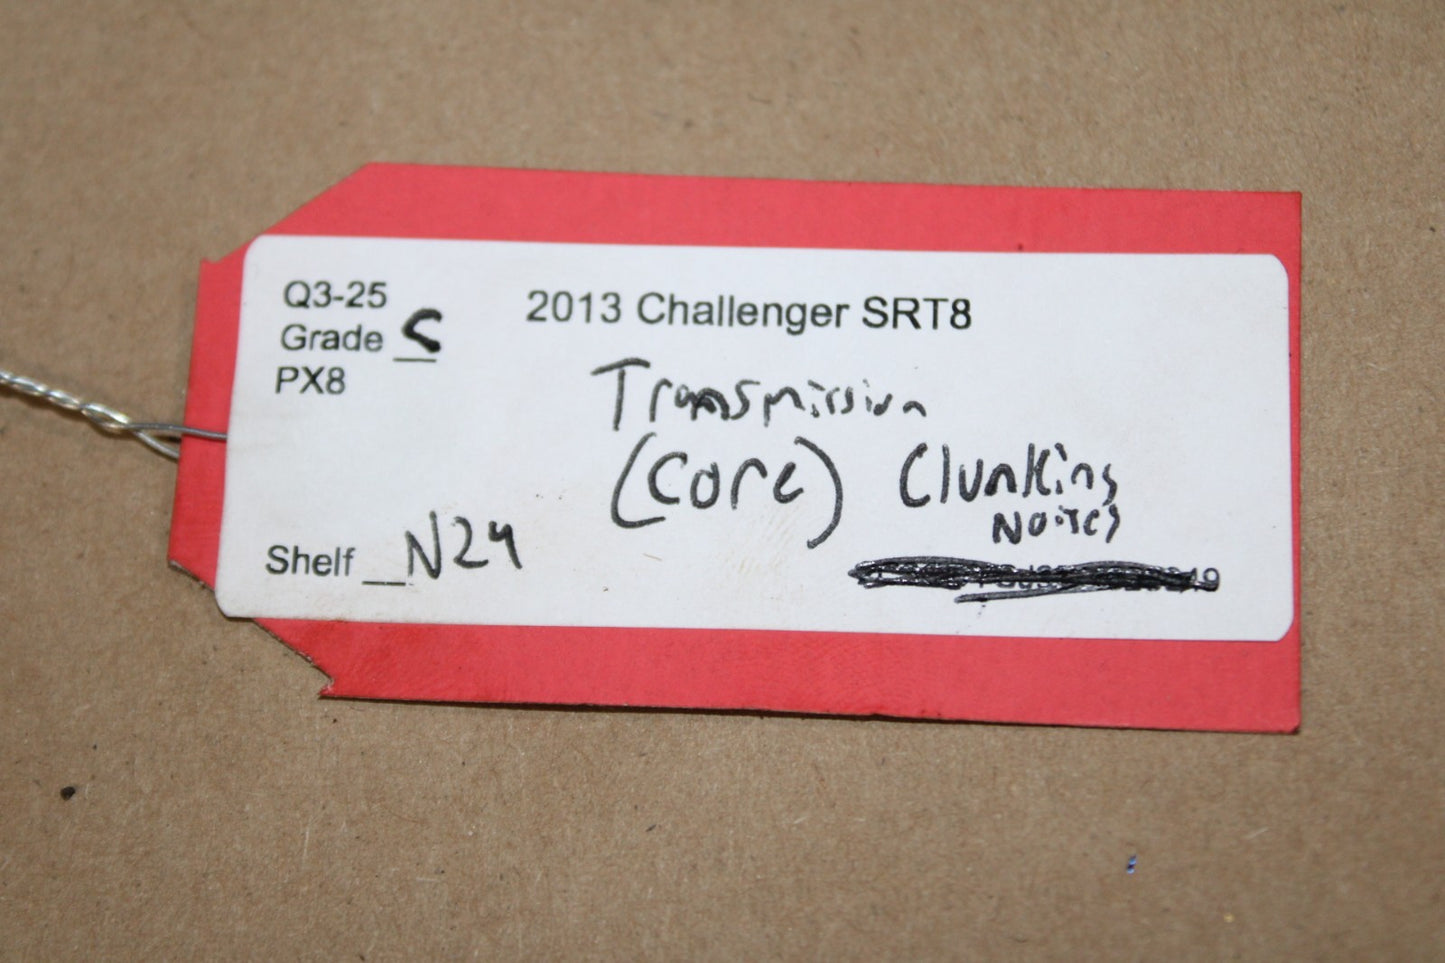 Q3-25
2013 Challenger SRT8
Grade C
PX8
Transmission
(Core) Clunking
Noises
Shelf N24